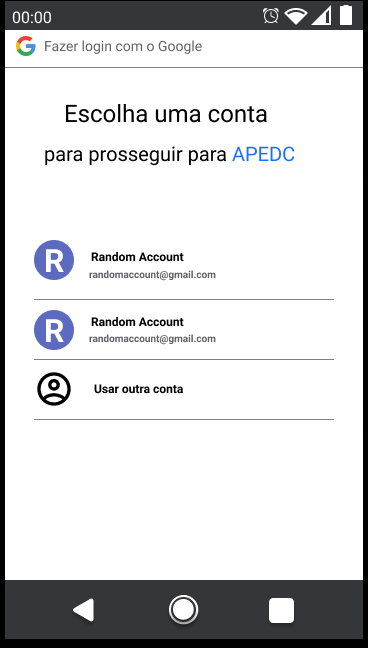 00:00
G Fazer login com o Google
Escolha uma conta
para prosseguir para APEDC
R Random Account
randomaccount@gmail.com
R Random Account
randomaccount@gmail.com
Usar outra conta